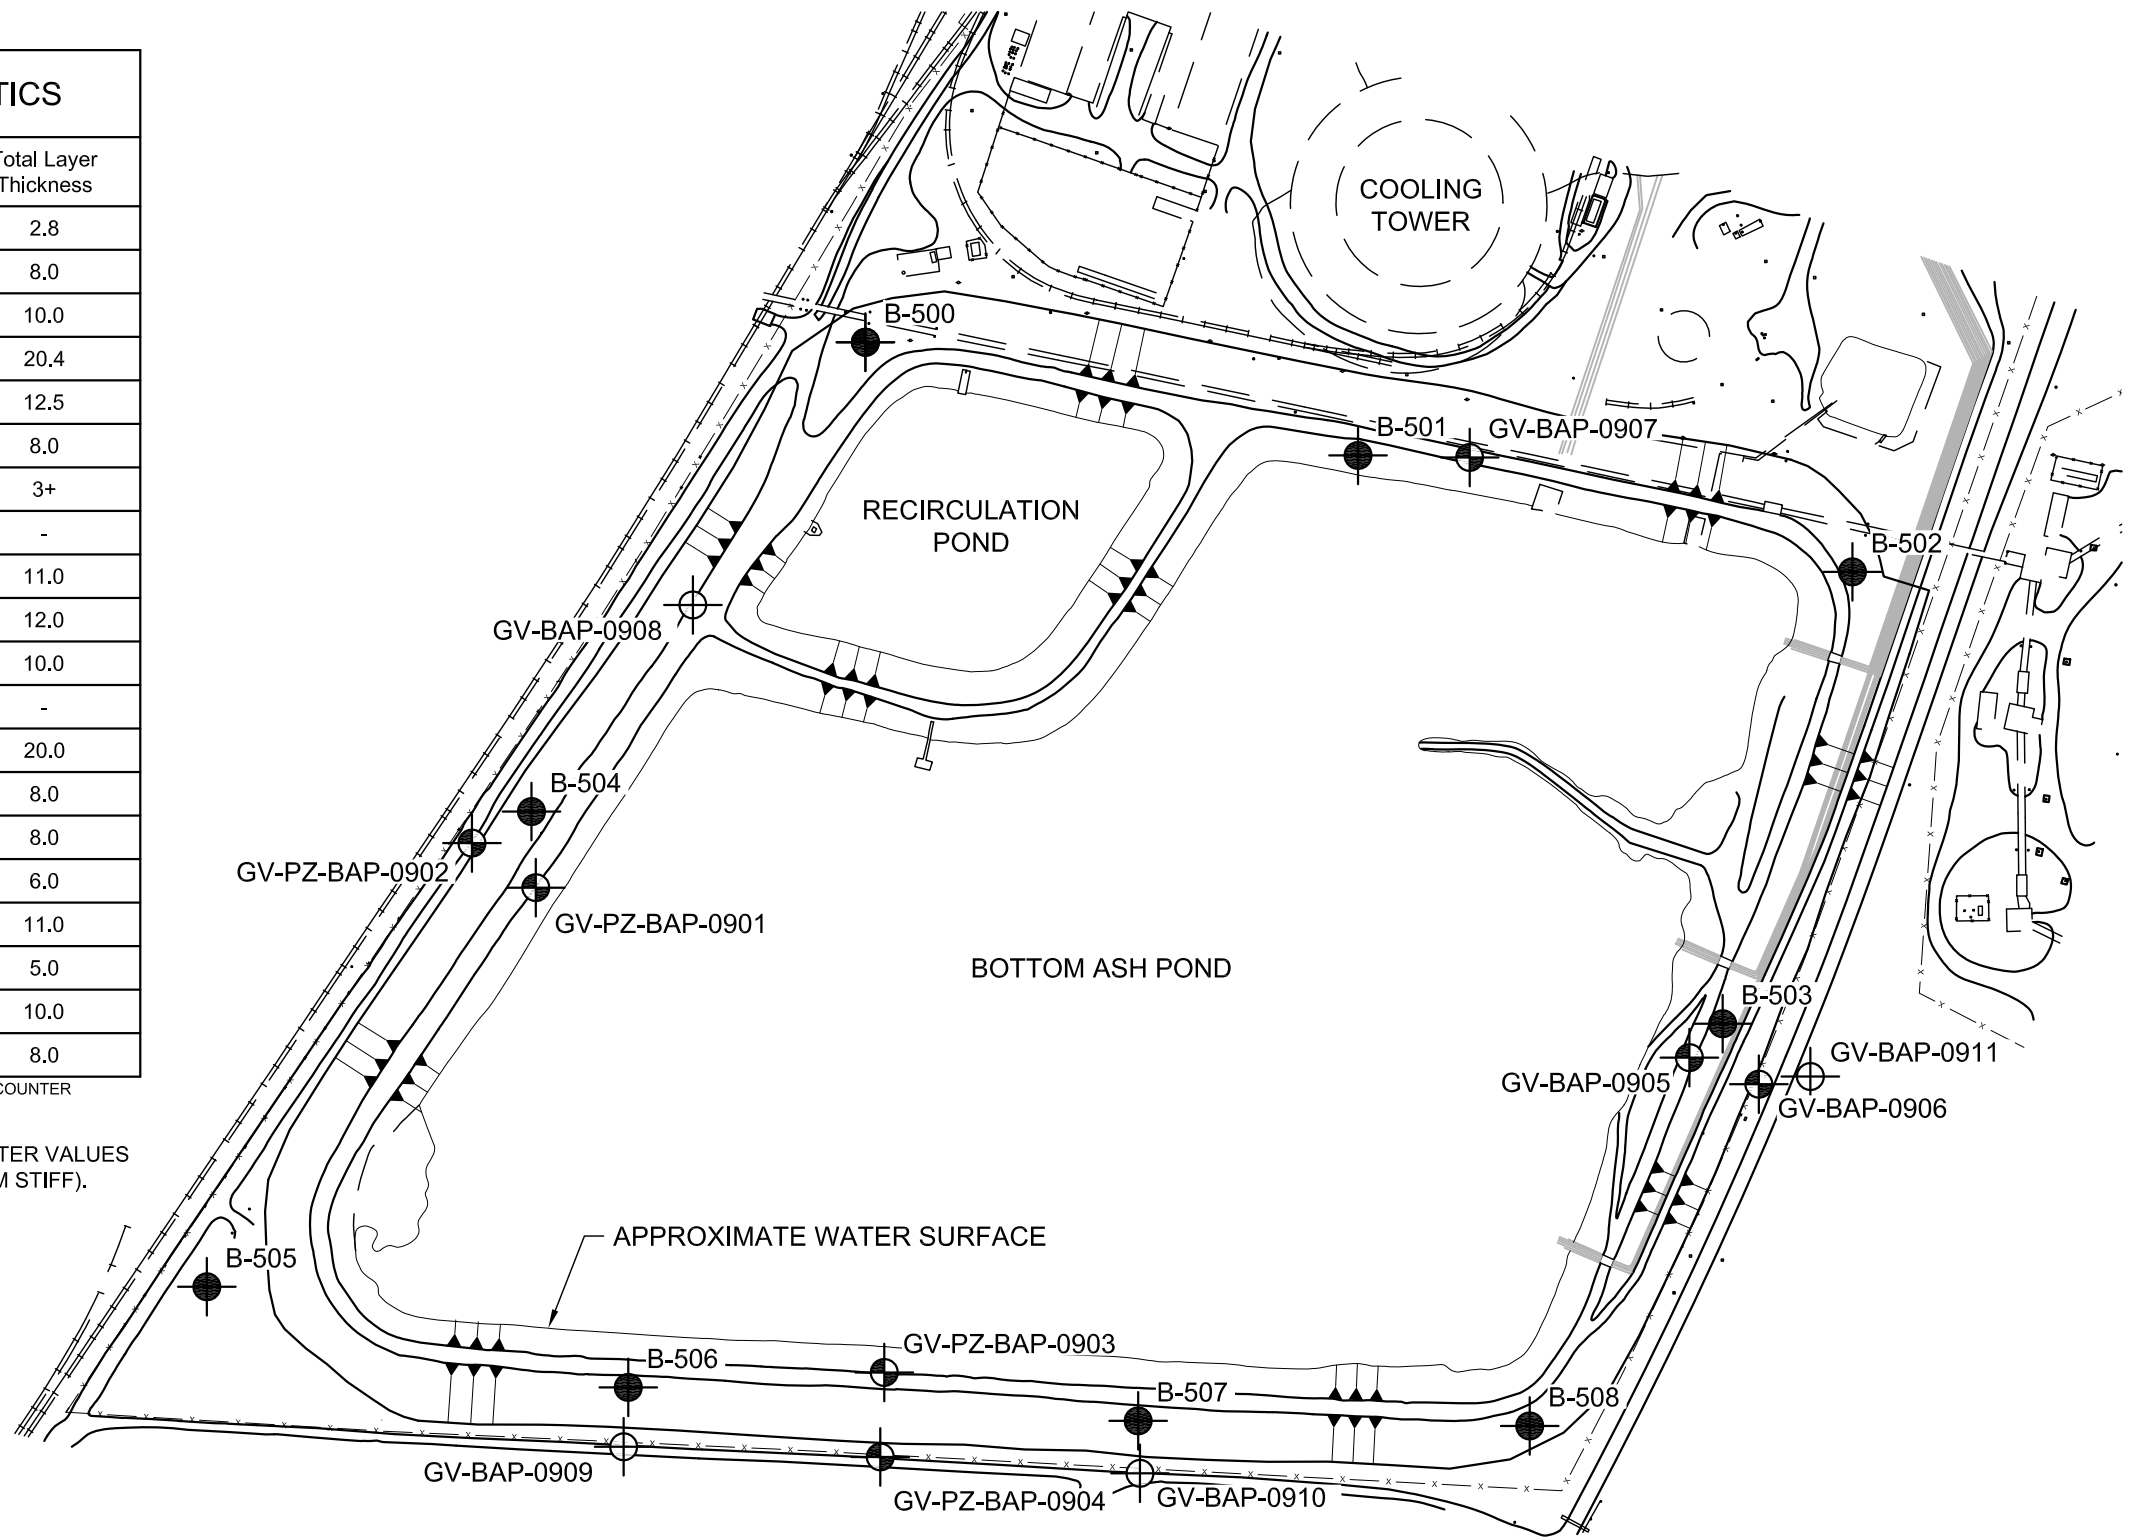 TICS
Total Layer
Thickness
2.8
8.0
10.0
20.4
12.5
8.0
3+
-
11.0
12.0
10.0
-
20.0
8.0
8.0
6.0
11.0
5.0
10.0
8.0
COUNTER
TER VALUES
M STIFF).
COOLING
TOWER
B-500
B-501
GV-BAP-0907
RECIRCULATION
POND
B-502
GV-BAP-0908
B-504
GV-PZ-BAP-0902
GV-PZ-BAP-0901
BOTTOM ASH POND
B-503
GV-BAP-0911
GV-BAP-0905
GV-BAP-0906
APPROXIMATE WATER SURFACE
B-505
GV-PZ-BAP-0903
B-506
B-507
B-508
GV-BAP-0909
GV-PZ-BAP-0904
GV-BAP-0910